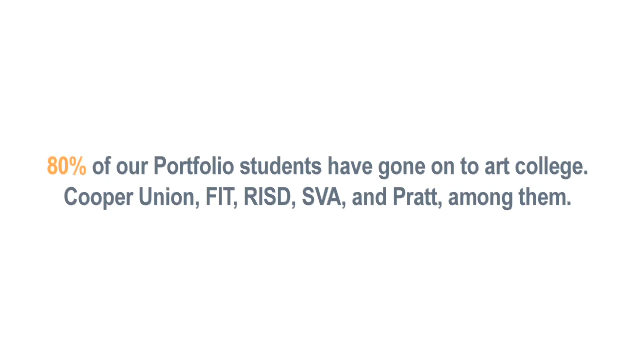 80% of our Portfolio students have gone on to art college.
Cooper Union, FIT, RISD, SVA, and Pratt, among them.